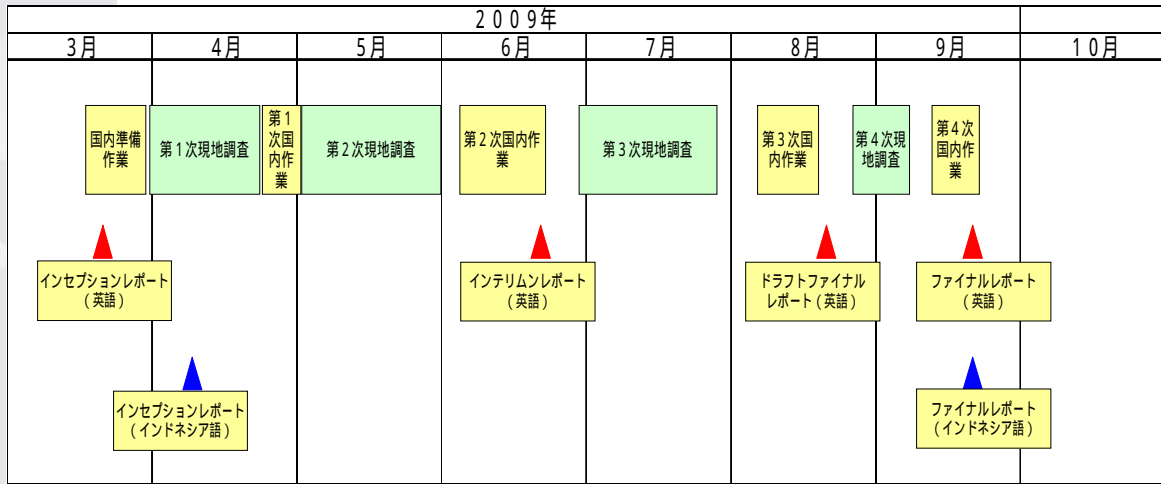 2009年
3月 4月 5月 6月 7月 8月 9月 10月
国内準備
作業
第1次現地調査
第1
次国
内作
業
第2次現地調査
第2次国内作
業
第3次現地調査
第3次国
内作業
第4次現
地調査
第4次
国内作
業
インセプションレポート
(英語)
インテリムンレポート
(英語)
ドラフトファイナル
レポート(英語)
ファイナルレポート
(英語)
インセプションレポート
(インドネシア語)
ファイナルレポート
(インドネシア語)